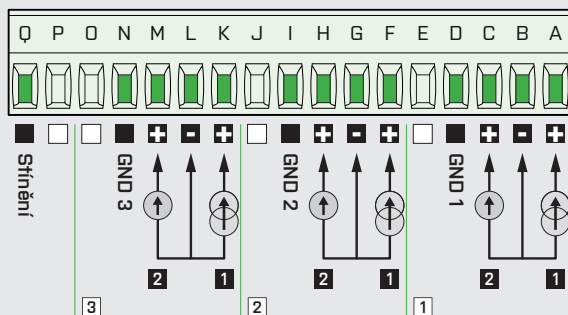 Q P O N M L K J I H G F E D C B A
+ - + + - + + - +
Stínění GND 3 GND 2 GND 1
2 1 2 1 2 1
3 2 1